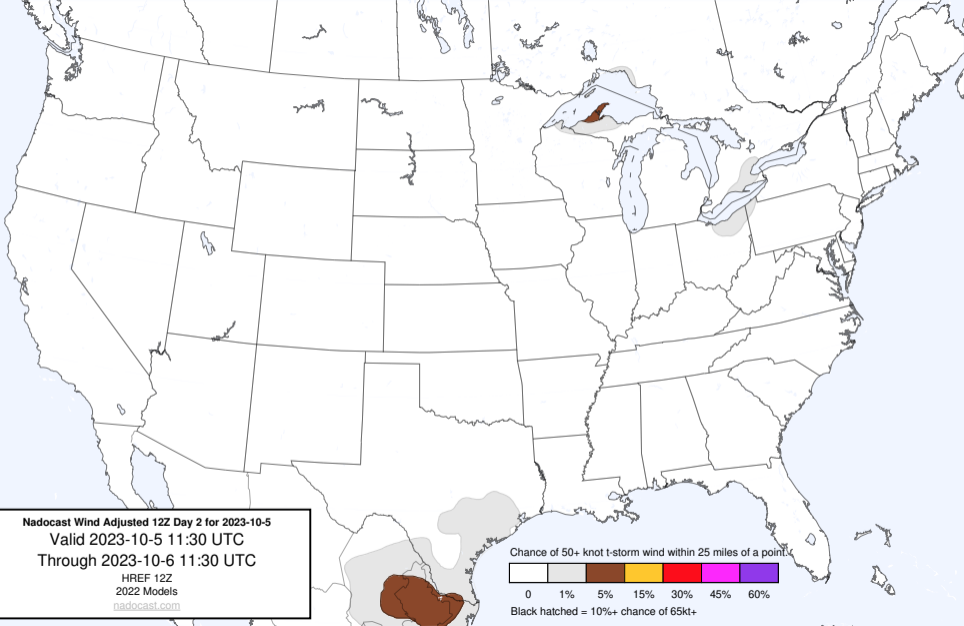 Nadocast Wind Adjusted 12Z Day 2 for 2023-10-5
Valid 2023-10-5 11:30 UTC
Through 2023-10-6 11:30 UTC
HREF 12Z
2022 Models
nadocast.com
Chance of 50+ knot t-storm wind within 25 miles of a point.
0 1% 5% 15% 30% 45% 60%
Black hatched = 10%+ chance of 65kt+